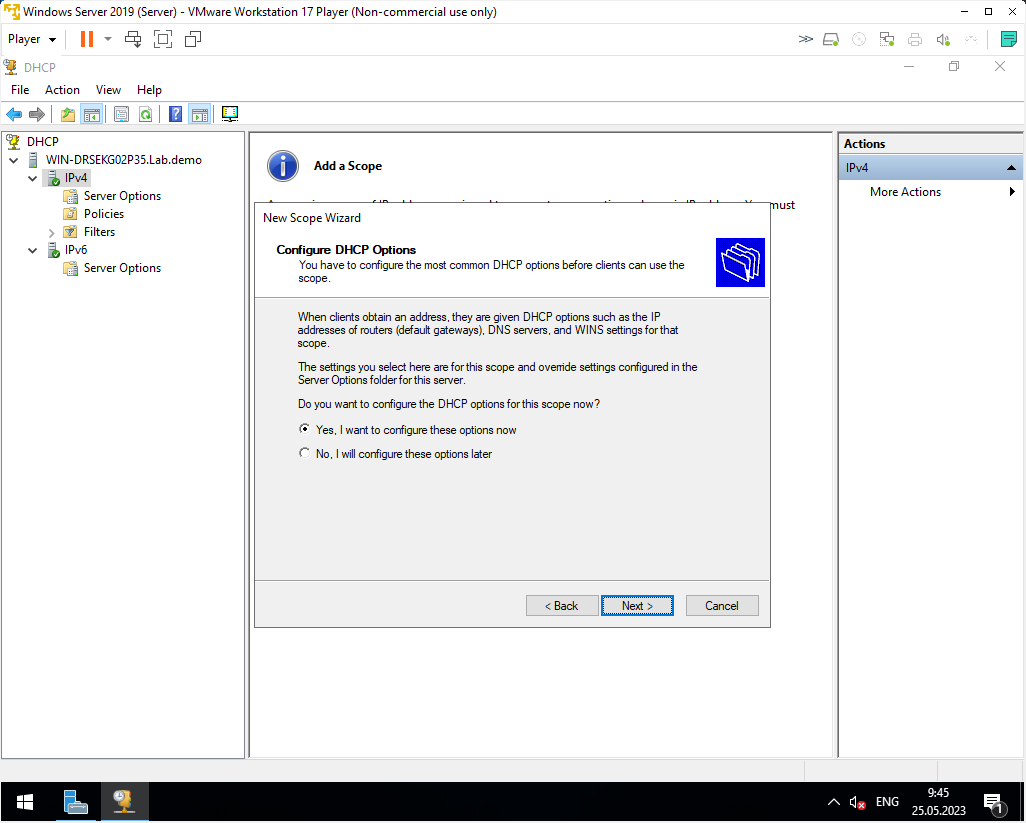 Windows Server 2019 (Server) - VMware Workstation 17 Player (Non-commercial use only)
Player
DHCP
File Action View Help
DHCP
WIN-DRSEKG02P35.Lab.demo
IPv4
Server Options
Policies
Filters
IPv6
Server Options
Add a Scope
must
New Scope Wizard
Configure DHCP Options
You have to configure the most common DHCP options before clients can use the
scope.
When clients obtain an address, they are given DHCP options such as the IP
addresses of routers (default gateways), DNS servers, and WINS settings for that
scope.
The settings you select here are for this scope and override settings configured in the
Server Options folder for this server.
Do you want to configure the DHCP options for this scope now?
Yes, I want to configure these options now
No, I will configure these options later
< Back
Next >
Cancel
Actions
IPv4
More Actions
ENG
9:45
25.05.2023
1